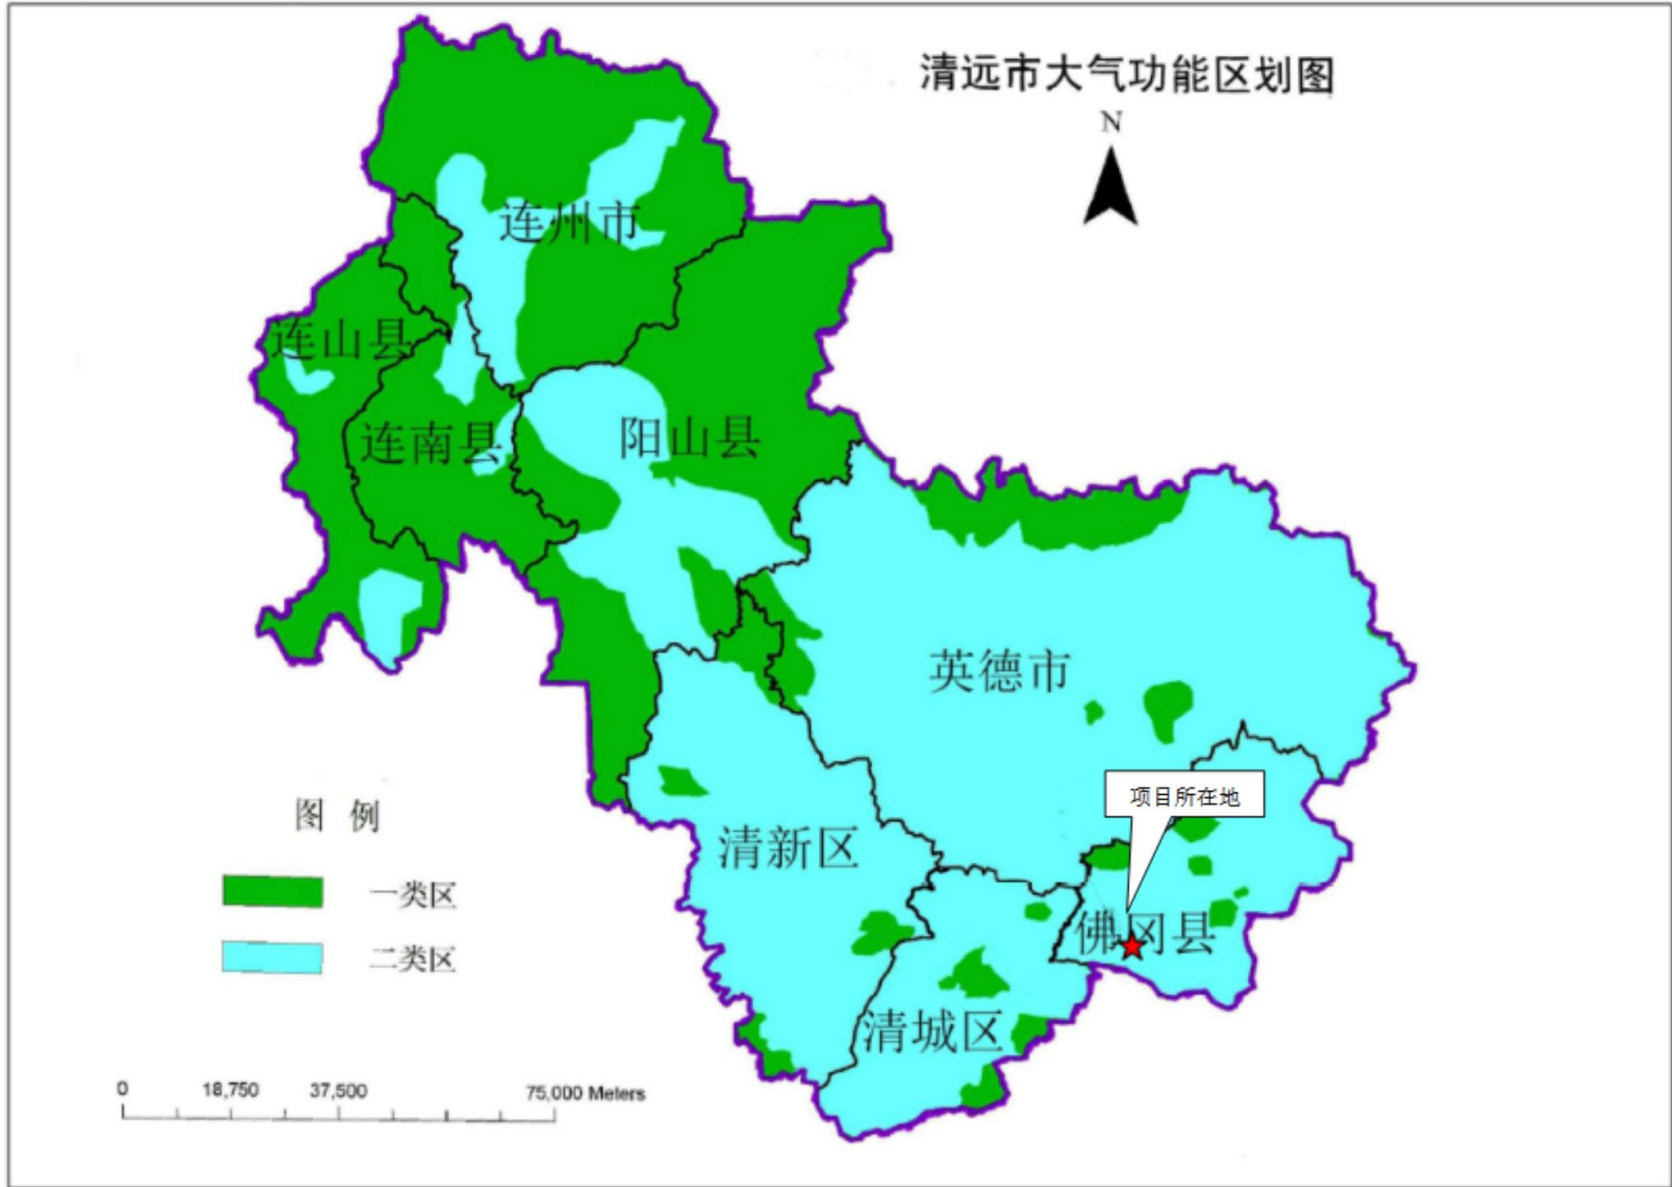 清远市大气功能区划图
N
连州市
连山县
连南县
阳山县
英德市
项目所在地
图 例
清新区
一类区
佛冈县
二类区
清城区
0 18,750 37,500 75,000 Meters